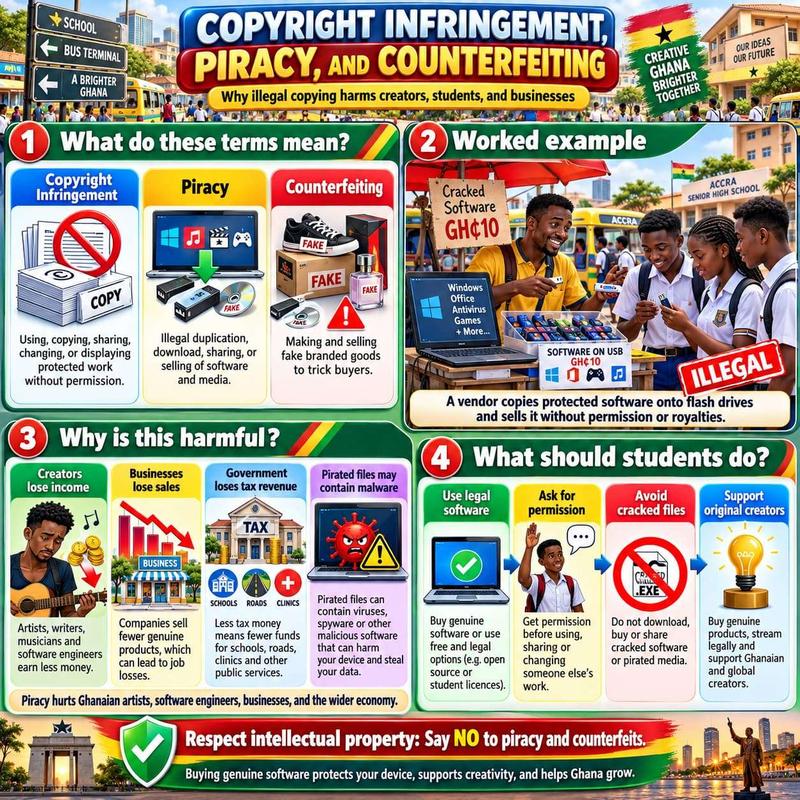 SCHOOL
BUS TERMINAL
A BRIGHTER
GHANA
COPYRIGHT INFRINGEMENT,
PIRACY, AND COUNTERFEITING
Why illegal copying harms creators, students, and businesses
CREATIVE
GHANA
BRIGHTER
TOGETHER
OUR IDEAS
OUR FUTURE
1 What do these terms mean?
Copyright
Infringement
©
COPY
Using, copying, sharing,
changing, or displaying
protected work
without permission.
Piracy
FAKE
Illegal duplication,
download, sharing, or
selling of software
and media.
Counterfeiting
FAKE
FAKE
FAKE
Making and selling
fake branded goods
to trick buyers.
2 Worked example
Cracked
Software
GH₵10
ACCRA
ACCRA
SENIOR HIGH SCHOOL
Windows
Office
Antivirus
Games
+ More...
SOFTWARE ON USB
GH₵10
ILLEGAL
A vendor copies protected software onto flash drives
and sells it without permission or royalties.
3 Why is this harmful?
Creators
lose income
Artists, writers,
musicians and
software engineers
earn less money.
Businesses
lose sales
BUSINESS
Companies sell
fewer genuine
products, which
can lead to job
losses.
Government
loses tax revenue
TAX
SCHOOLS
ROADS
CLINICS
Less tax money
means fewer funds
for schools, roads,
clinics and other
public services.
Pirated files may
contain malware
Pirated files can
contain viruses,
spyware or other
malicious software
that can harm
your device and steal
your data.
Piracy hurts Ghanaian artists, software engineers, businesses, and the wider economy.
4 What should students do?
Use legal
software
Buy genuine
software or use
free and legal
options (e.g. open
source or
student licences).
Ask for
permission
Get permission
before using,
sharing or
changing
someone else's
work.
Avoid
cracked files
CRACKED
.EXE
Do not download,
buy or share
cracked software
or pirated media.
Support
original creators
Buy genuine
products, stream
legally and
support Ghanaian
and global
creators.
Respect intellectual property: Say NO to piracy and counterfeits.
Buying genuine software protects your device, supports creativity, and helps Ghana grow.